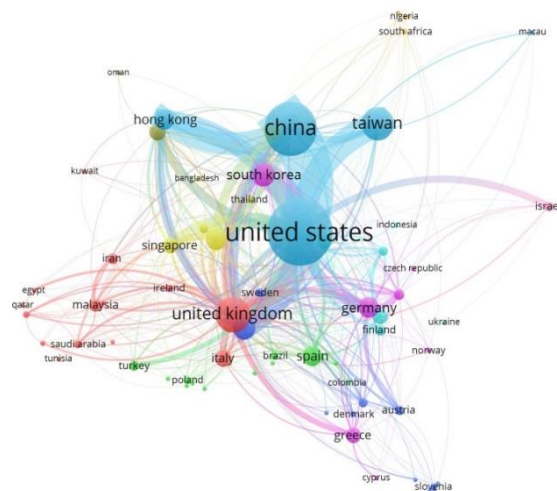 nigeria
south africa
macau
oman
hong kong
china
taiwan
kuwait
bangladesh
south korea
thailand
israel
indonesia
united states
singapore
iran
czech republic
egypt
ireland
sweden
qatar
malaysia
united kingdom
germany
ukraine
finland
saudi arabia
tunisia
turkey
italy
brazil
spain
norway
poland
colombia
denmark
austria
greece
cyprus
slovenia